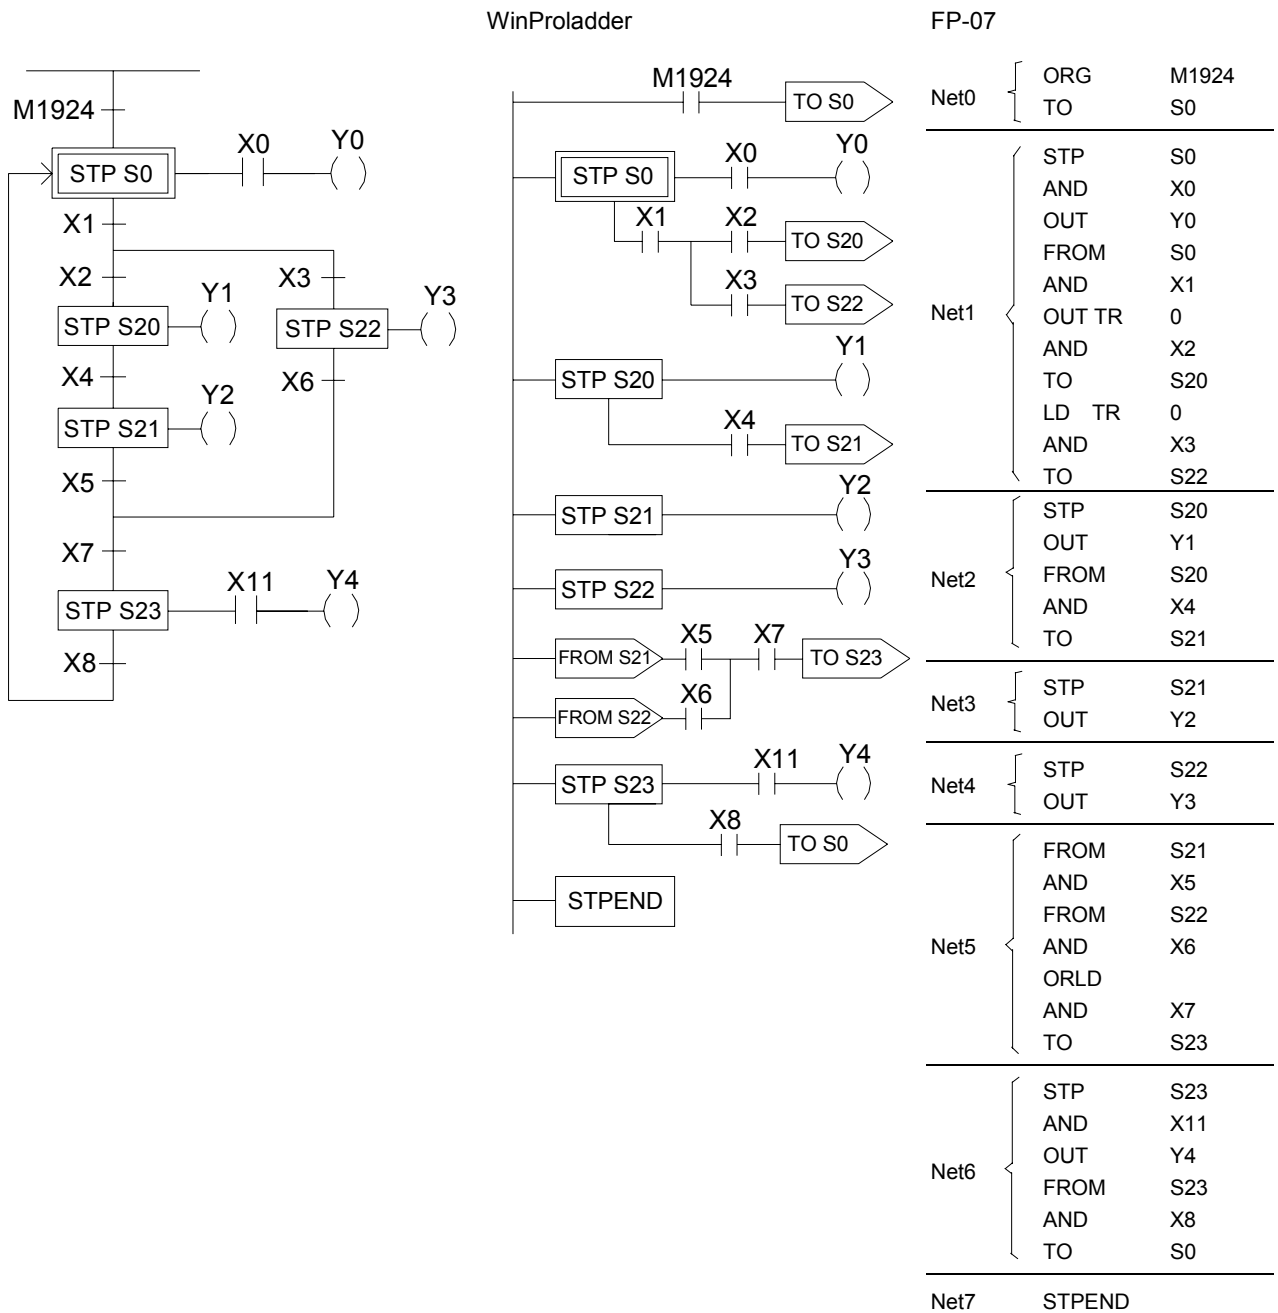 WinProladder
FP-07
M1924
STP S0
X0
Y0
X1
X2
X3
STP S20
Y1
STP S22
Y3
X4
X6
STP S21
Y2
X5
X7
STP S23
X11
Y4
X8
M1924
TO S0
STP S0
X0
Y0
X1
X2
TO S20
X3
TO S22
STP S20
Y1
X4
TO S21
STP S21
Y2
STP S22
Y3
FROM S21
X5
X7
TO S23
FROM S22
X6
STP S23
X11
Y4
X8
TO S0
STPEND
Net0
ORG M1924
TO S0
Net1
STP S0
AND X0
OUT Y0
FROM S0
AND X1
OUT TR 0
AND X2
TO S20
LD TR 0
AND X3
TO S22
Net2
STP S20
OUT Y1
FROM S20
AND X4
TO S21
Net3
STP S21
OUT Y2
Net4
STP S22
OUT Y3
Net5
FROM S21
AND X5
FROM S22
AND X6
ORLD
AND X7
TO S23
Net6
STP S23
AND X11
OUT Y4
FROM S23
AND X8
TO S0
Net7 STPEND